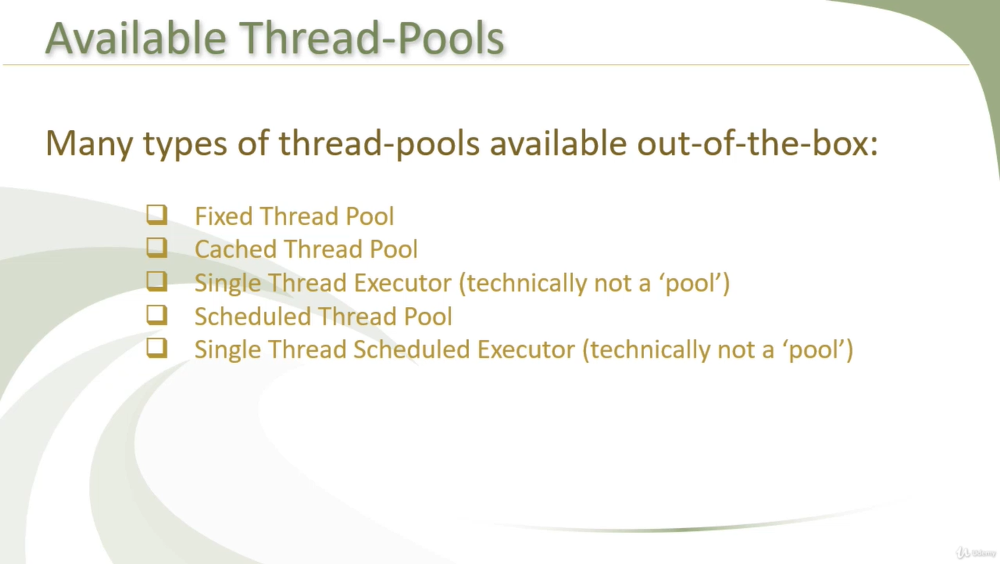 Available Thread-Pools
Many types of thread-pools available out-of-the-box:
Fixed Thread Pool
Cached Thread Pool
Single Thread Executor (technically not a ‘pool’)
Scheduled Thread Pool
Single Thread Scheduled Executor (technically not a ‘pool’)
Udemy